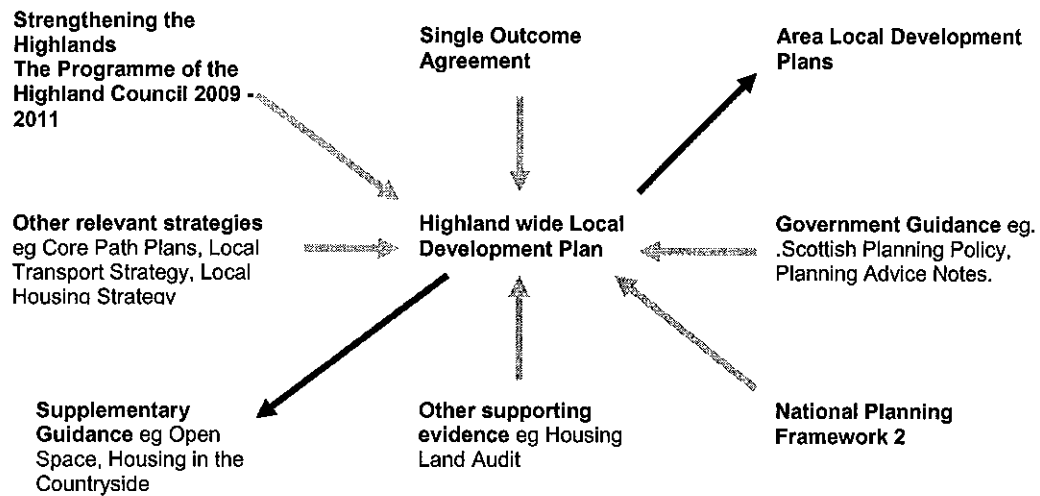 Strengthening the
Highlands
The Programme of the
Highland Council 2009 -
2011
Single Outcome
Agreement
Area Local Development
Plans
Other relevant strategies
eg Core Path Plans, Local
Transport Strategy, Local
Housing Strategy
Highland wide Local
Development Plan
Government Guidance eg.
.Scottish Planning Policy,
Planning Advice Notes.
Supplementary
Guidance eg Open
Space, Housing in the
Countryside
Other supporting
evidence eg Housing
Land Audit
National Planning
Framework 2